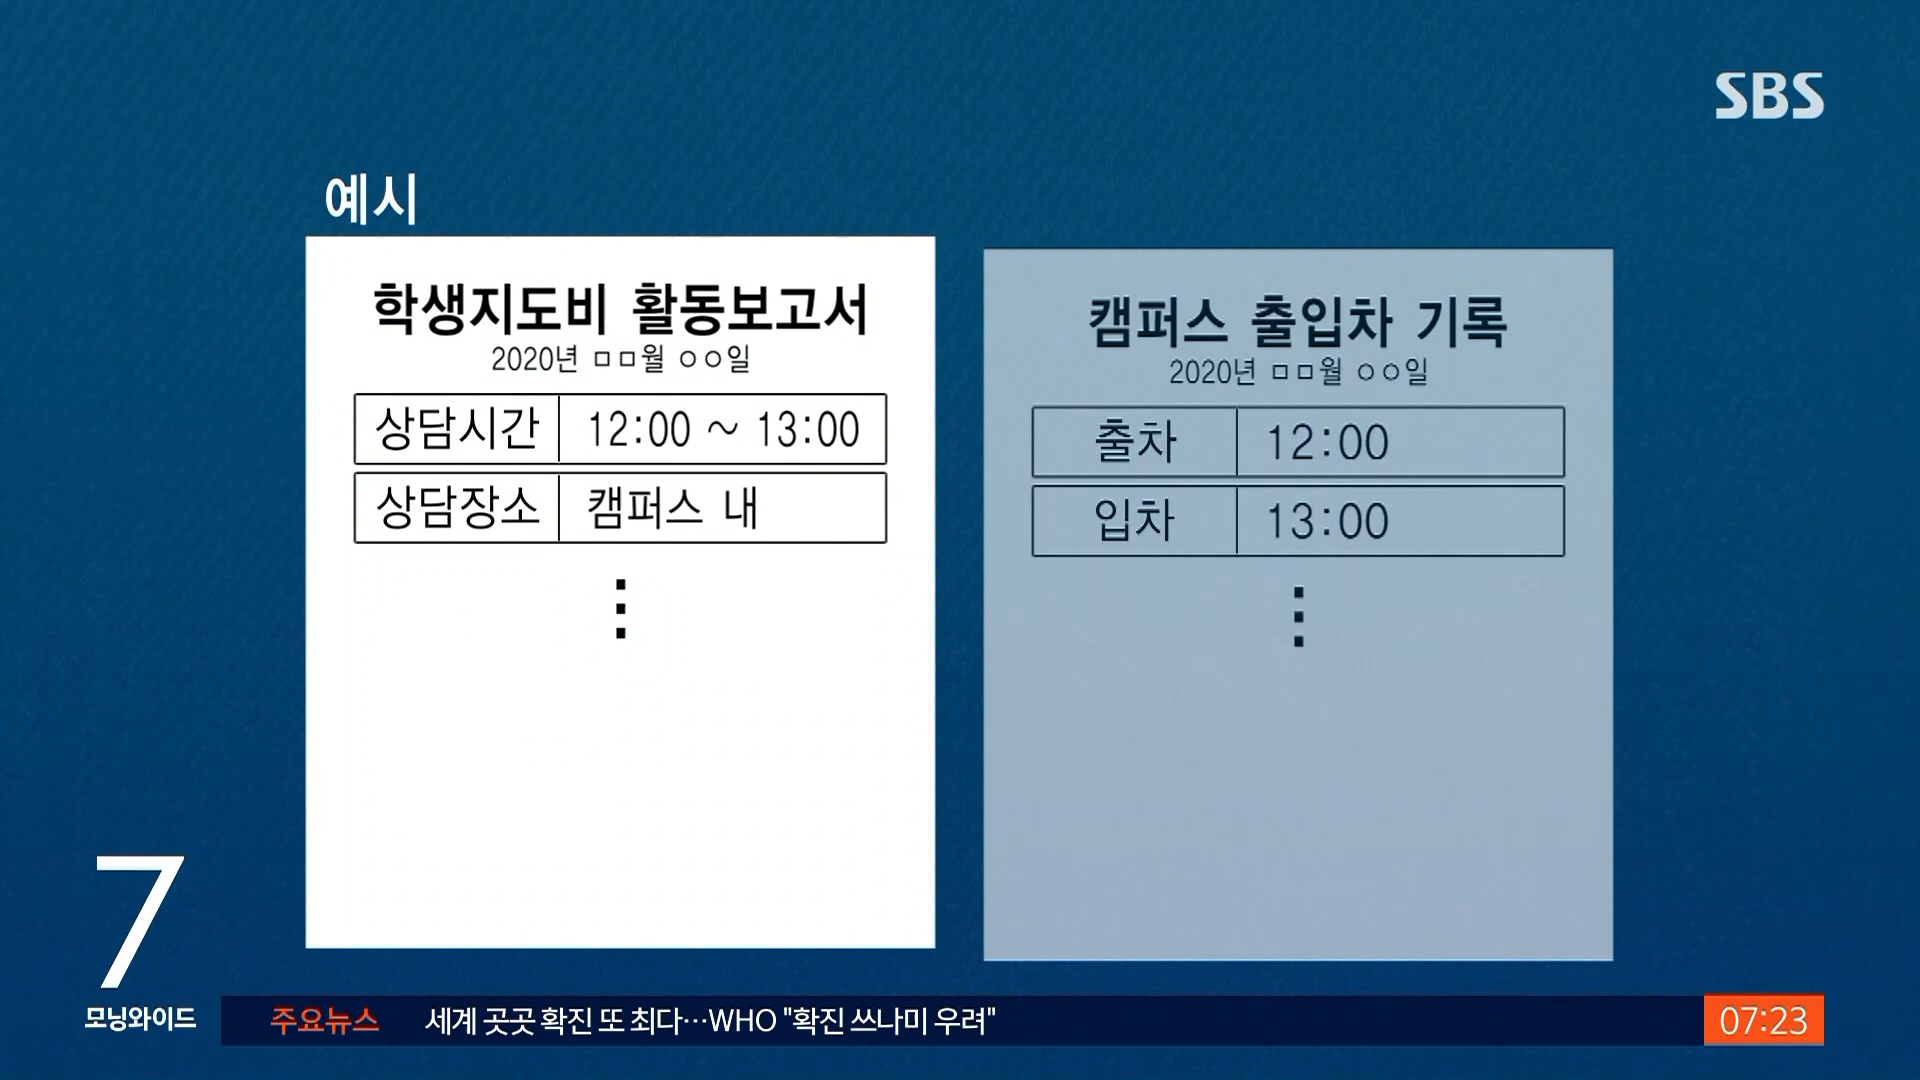 SBS
예시
학생지도비 활동보고서
2020년 ㅁㅁ월 ㅇㅇ일
상담시간 12:00 ~ 13:00
상담장소 캠퍼스 내
⋮
캠퍼스 출입차 기록
2020년 ㅁㅁ월 ㅇㅇ일
출차 12:00
입차 13:00
⋮
7
모닝와이드
주요뉴스 세계 곳곳 확진 또 최다…WHO "확진 쓰나미 우려"
07:23